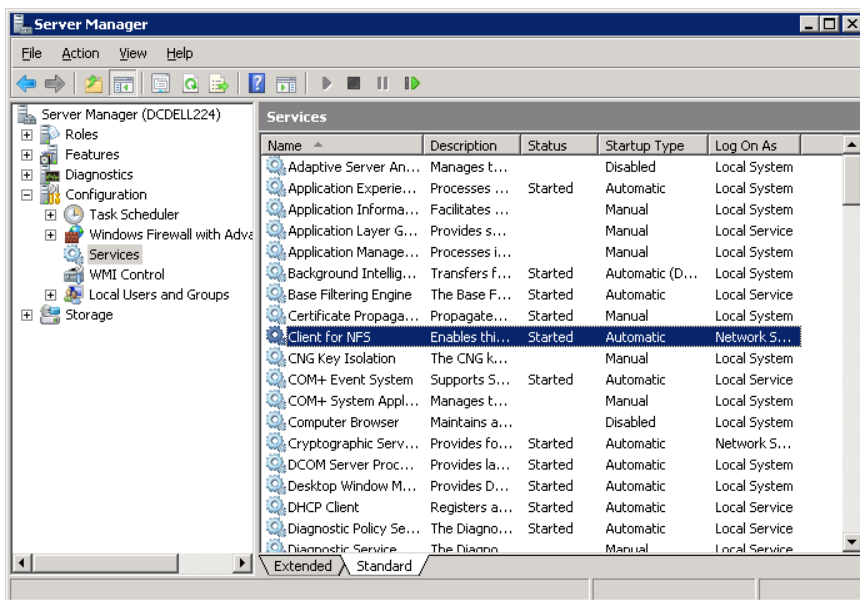 Server Manager
File Action View Help
Server Manager (DCDELL224)
Roles
Features
Diagnostics
Configuration
Task Scheduler
Windows Firewall with Adva
Services
WMI Control
Local Users and Groups
Storage
Services
Name Description Status Startup Type Log On As
Adaptive Server An... Manages t... Disabled Local System
Application Experie... Processes ... Started Automatic Local System
Application Informa... Facilitates ... Manual Local System
Application Layer G... Provides s... Manual Local Service
Application Manage... Processes i... Manual Local System
Background Intellig... Transfers f... Started Automatic (D... Local System
Base Filtering Engine The Base F... Started Automatic Local Service
Certificate Propaga... Propagate... Started Manual Local System
Client for NFS Enables thi... Started Automatic Network S...
CNG Key Isolation The CNG k... Manual Local System
COM+ Event System Supports S... Started Automatic Local Service
COM+ System Appl... Manages t... Manual Local System
Computer Browser Maintains a... Disabled Local System
Cryptographic Serv... Provides fo... Started Automatic Network S...
DCOM Server Proc... Provides la... Started Automatic Local System
Desktop Window M... Provides D... Started Automatic Local System
DHCP Client Registers a... Started Automatic Local Service
Diagnostic Policy Se... The Diagno... Started Automatic Local Service
Diagnostic Service The Diagno Manual Local Service
Extended Standard